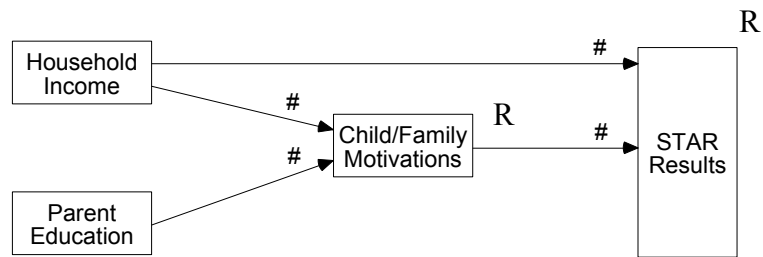 R
#
Household
Income
#
Child/Family
Motivations
R
#
STAR
Results
#
Parent
Education